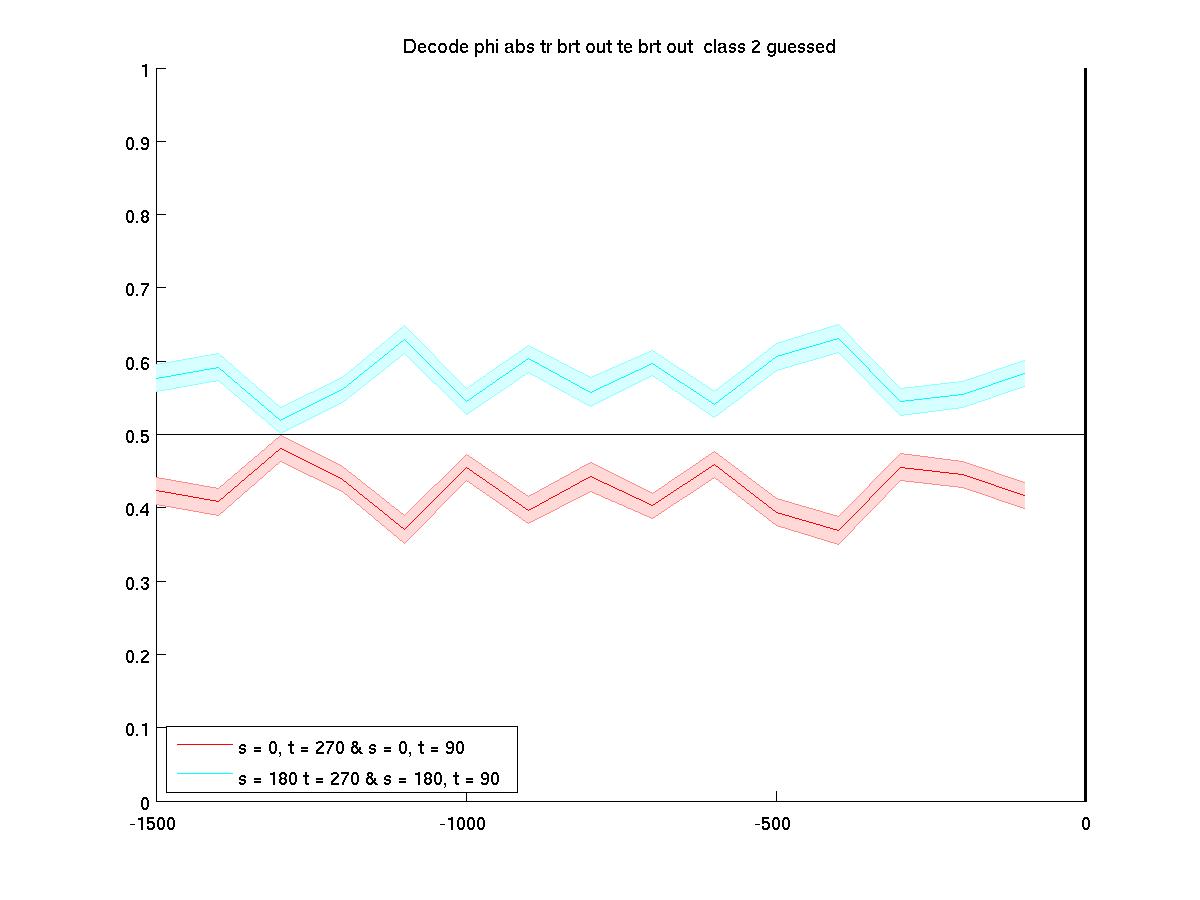 Decode phi abs tr brt out te brt out  class 2 guessed
1
0.9
0.8
0.7
0.6
0.5
0.4
0.3
0.2
0.1
0
s = 0, t = 270 & s = 0, t = 90
s = 180 t = 270 & s = 180, t = 90
-1500 -1000 -500 0